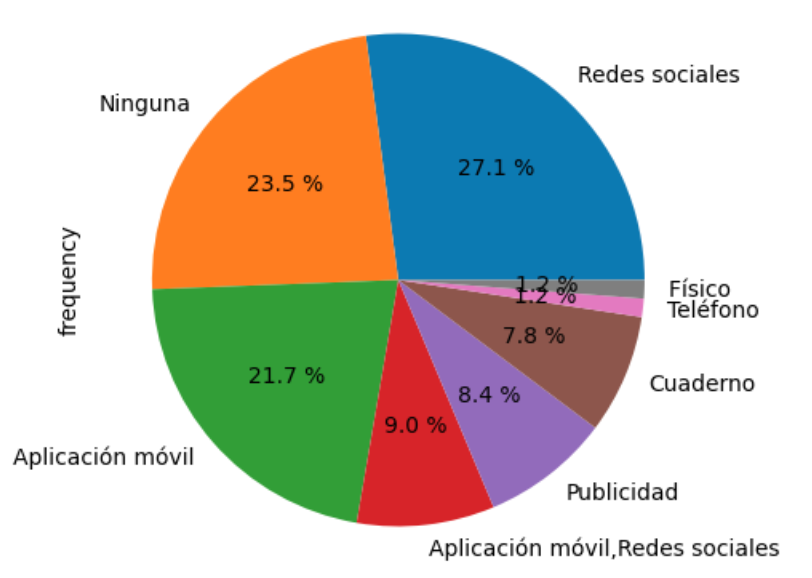 Redes sociales
Ninguna
27.1 %
23.5 %
frequency
1.2 %
Físico
1.2 %
Teléfono
7.8 %
21.7 %
Cuaderno
8.4 %
9.0 %
Aplicación móvil
Publicidad
Aplicación móvil,Redes sociales